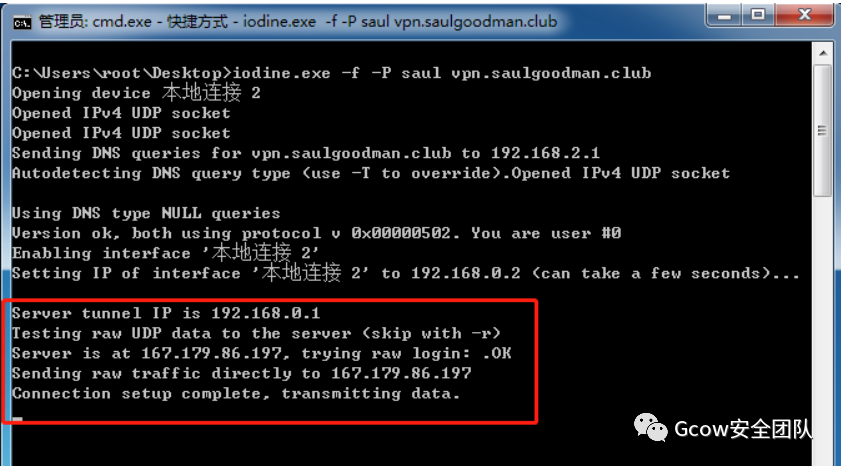 管理员: cmd.exe - 快捷方式 - iodine.exe -f -P saul vpn.saulgoodman.club
C:\Users\root\Desktop>iodine.exe -f -P saul vpn.saulgoodman.club
Opening device 本地连接 2
Opened IPv4 UDP socket
Opened IPv4 UDP socket
Sending DNS queries for vpn.saulgoodman.club to 192.168.2.1
Autodetecting DNS query type (use -T to override).Opened IPv4 UDP socket
Using DNS type NULL queries
Version ok, both using protocol v 0x00000502. You are user #0
Enabling interface '本地连接 2'
Setting IP of interface '本地连接 2' to 192.168.0.2 (can take a few seconds)...
Server tunnel IP is 192.168.0.1
Testing raw UDP data to the server (skip with -r)
Server is at 167.179.86.197, trying raw login: .OK
Sending raw traffic directly to 167.179.86.197
Connection setup complete, transmitting data.
Gcow安全团队